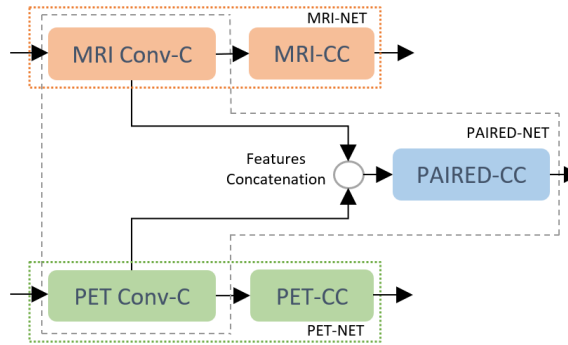 MRI-NET
MRI Conv-C
MRI-CC
PAIRED-NET
Features
Concatenation
PAIRED-CC
PET Conv-C
PET-CC
PET-NET